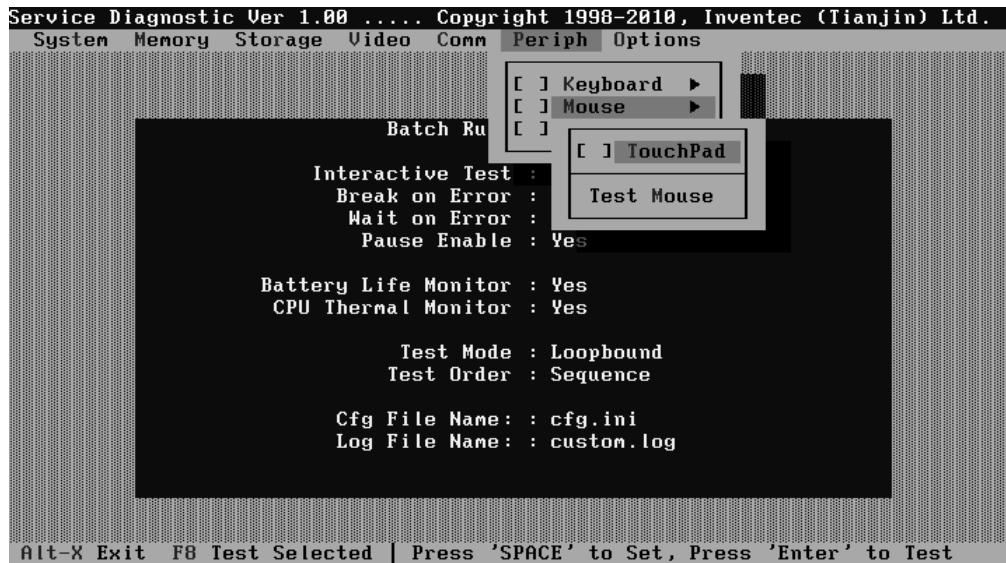 Service Diagnostic Ver 1.00 ..... Copyright 1998-2010, Inventec (Tianjin) Ltd.
System Memory Storage Video Comm Periph Options
[ ] Keyboard ►
[ ] Mouse ►
[ ]
[ ] TouchPad
Test Mouse
Batch Ru
Interactive Test :
Break on Error :
Wait on Error :
Pause Enable : Yes
Battery Life Monitor : Yes
CPU Thermal Monitor : Yes
Test Mode : Loopbound
Test Order : Sequence
Cfg File Name: : cfg.ini
Log File Name: : custom.log
Alt-X Exit F8 Test Selected | Press 'SPACE' to Set, Press 'Enter' to Test